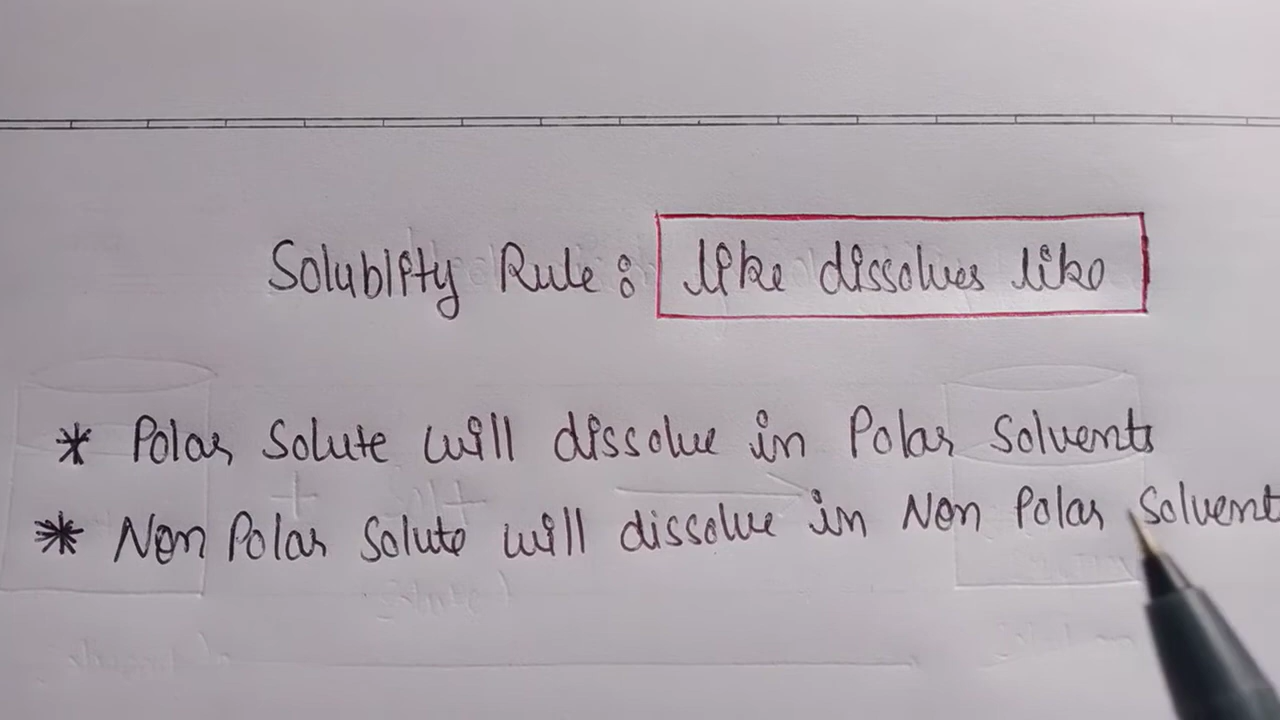 Solublity Rule : like dissolves like
* Polar Solute will dissolve in Polar Solvents
* Non Polar Solute will dissolve in Non Polar Solvent